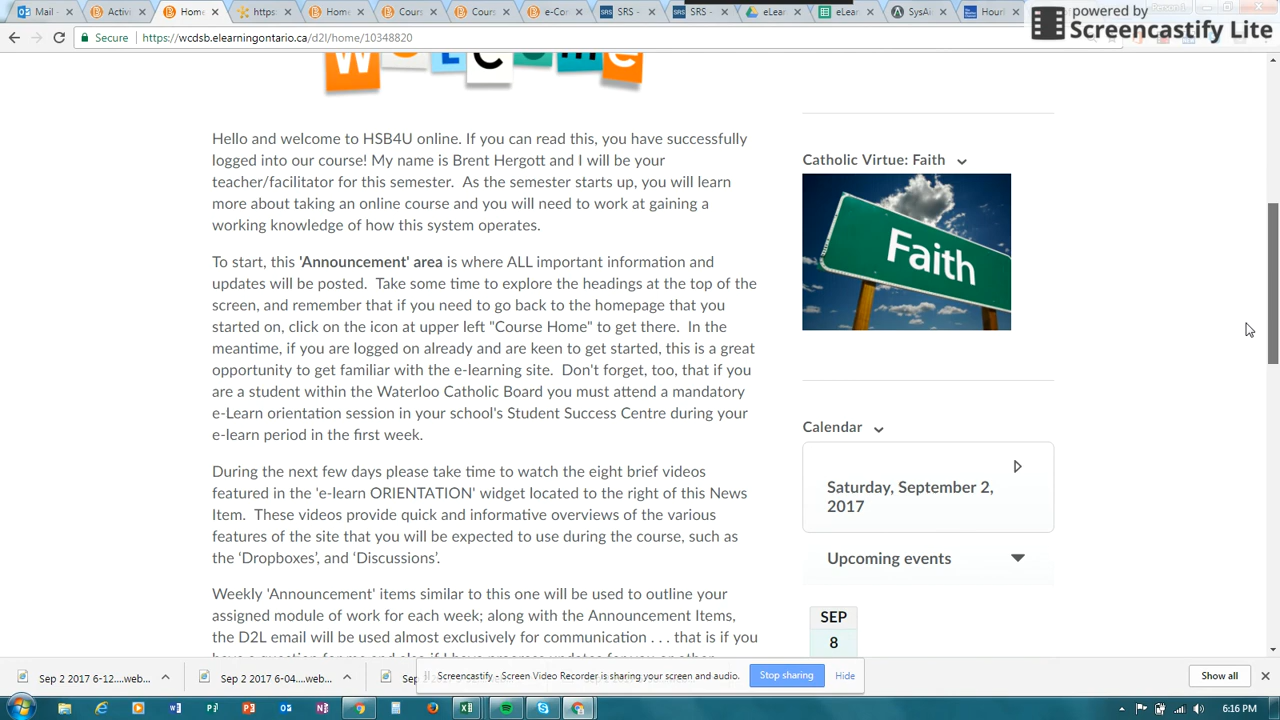 Mail -
Activi
Home
https:
Home
Cours
Cours
e-Cor
SRS -
SRS -
eLear
eLear
SysAi
Hourl
powered by
Screencastify Lite
Secure
https://wcdsb.elearningontario.ca/d2l/home/10348820
Welcome
Hello and welcome to HSB4U online. If you can read this, you have successfully
logged into our course! My name is Brent Hergott and I will be your
teacher/facilitator for this semester. As the semester starts up, you will learn
more about taking an online course and you will need to work at gaining a
working knowledge of how this system operates.
To start, this 'Announcement' area is where ALL important information and
updates will be posted. Take some time to explore the headings at the top of the
screen, and remember that if you need to go back to the homepage that you
started on, click on the icon at upper left "Course Home" to get there. In the
meantime, if you are logged on already and are keen to get started, this is a great
opportunity to get familiar with the e-learning site. Don't forget, too, that if you
are a student within the Waterloo Catholic Board you must attend a mandatory
e-Learn orientation session in your school's Student Success Centre during your
e-learn period in the first week.
During the next few days please take time to watch the eight brief videos
featured in the 'e-learn ORIENTATION' widget located to the right of this News
Item. These videos provide quick and informative overviews of the various
features of the site that you will be expected to use during the course, such as
the ‘Dropboxes’, and ‘Discussions’.
Weekly 'Announcement' items similar to this one will be used to outline your
assigned module of work for each week; along with the Announcement Items,
the D2L email will be used almost exclusively for communication . . . that is if you
Catholic Virtue: Faith
Faith
Calendar
Saturday, September 2,
2017
Upcoming events
SEP
8
Sep 2 2017 6-12....web...
Sep 2 2017 6-04....web...
Sep
Screencastify - Screen Video Recorder is sharing your screen and audio.
Stop sharing
Hide
Show all
6:16 PM